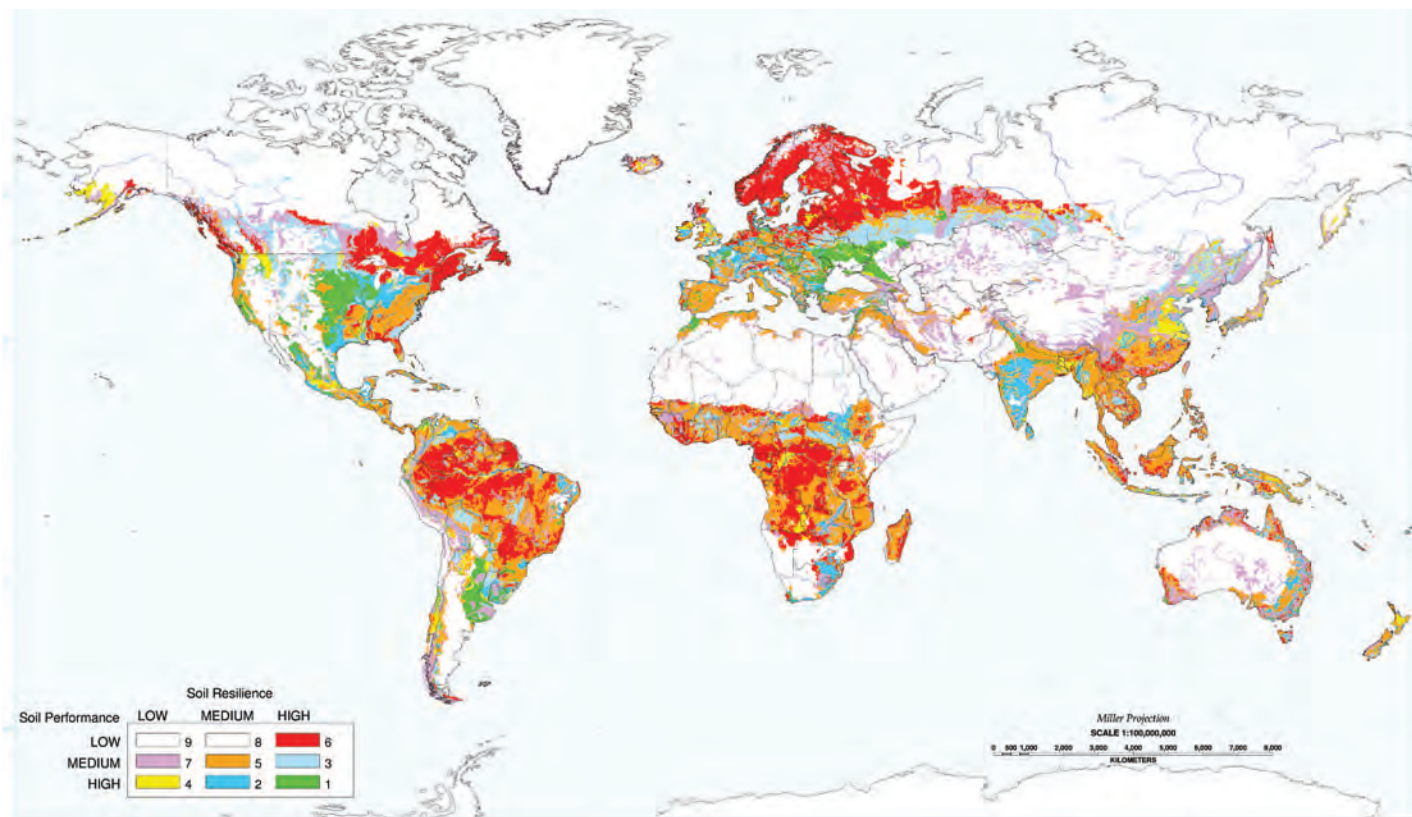 Soil Resilience
Soil Performance LOW MEDIUM HIGH
LOW 9 8 6
MEDIUM 7 5 3
HIGH 4 2 1
Miller Projection
SCALE 1:100,000,000
0 500 1,000 2,000 3,000 4,000 5,000 6,000 7,000 8,000
KILOMETERS